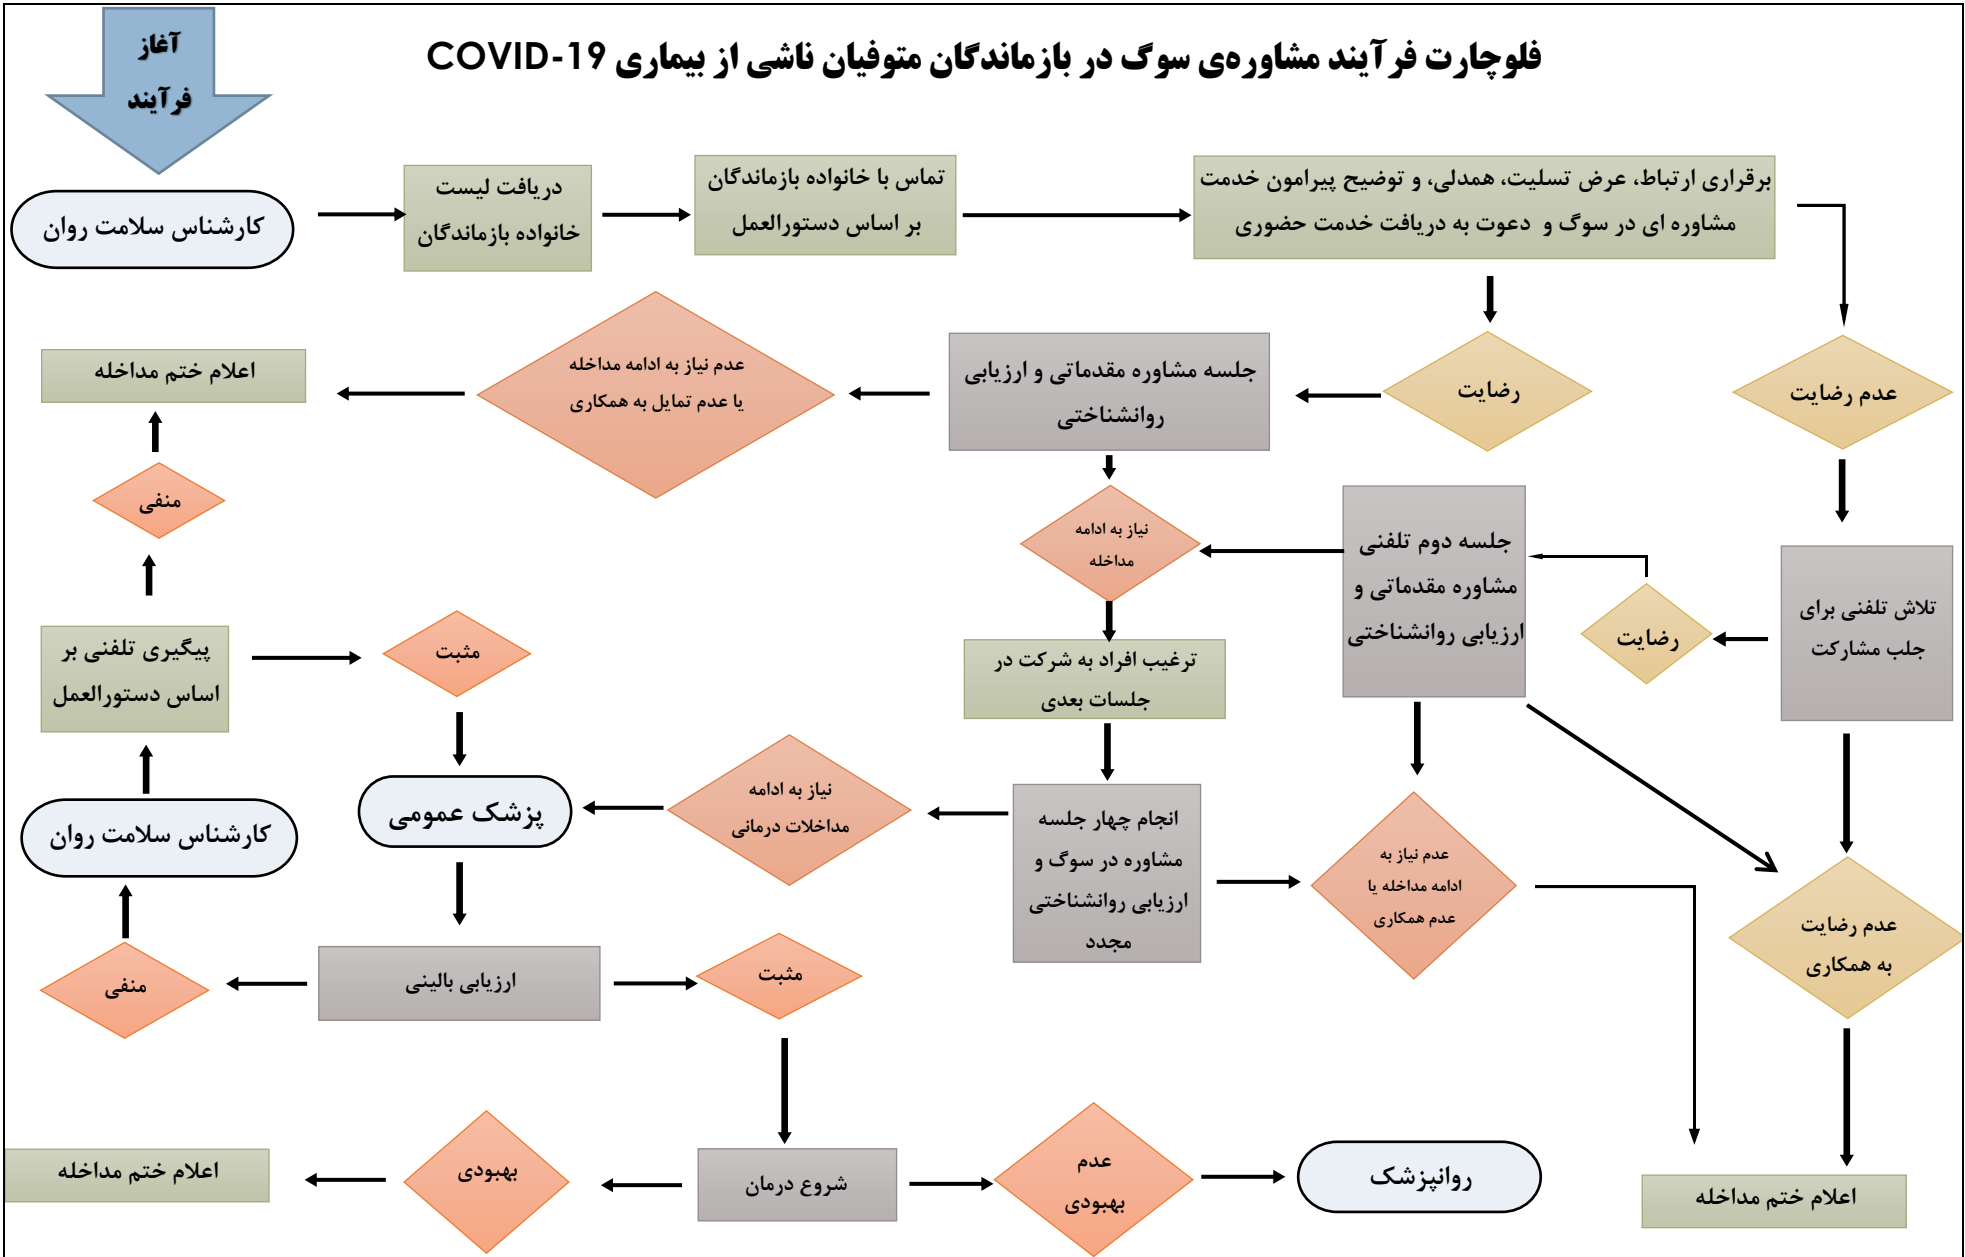 فلوچارت فرآیند مشاوره‌ی سوگ در بازماندگان متوفیان ناشی از بیماری COVID-19
آغاز
فرآیند
کارشناس سلامت روان
دریافت لیست
خانواده بازماندگان
تماس با خانواده بازماندگان
بر اساس دستورالعمل
برقراری ارتباط، عرض تسلیت، همدلی، و توضیح پیرامون خدمت
مشاوره ای در سوگ و دعوت به دریافت خدمت حضوری
عدم رضایت
رضایت
جلسه مشاوره مقدماتی و ارزیابی
روانشناختی
عدم نیاز به ادامه مداخله
یا عدم تمایل به همکاری
اعلام ختم مداخله
منفی
نیاز به ادامه
مداخله
جلسه دوم تلفنی
مشاوره مقدماتی و
ارزیابی روانشناختی
رضایت
تلاش تلفنی برای
جلب مشارکت
پیگیری تلفنی بر
اساس دستورالعمل
مثبت
ترغیب افراد به شرکت در
جلسات بعدی
کارشناس سلامت روان
پزشک عمومی
نیاز به ادامه
مداخلات درمانی
انجام چهار جلسه
مشاوره در سوگ و
ارزیابی روانشناختی
مجدد
عدم نیاز به
ادامه مداخله یا
عدم همکاری
عدم رضایت
به همکاری
منفی
ارزیابی بالینی
مثبت
اعلام ختم مداخله
بهبودی
شروع درمان
عدم
بهبودی
روانپزشک
اعلام ختم مداخله